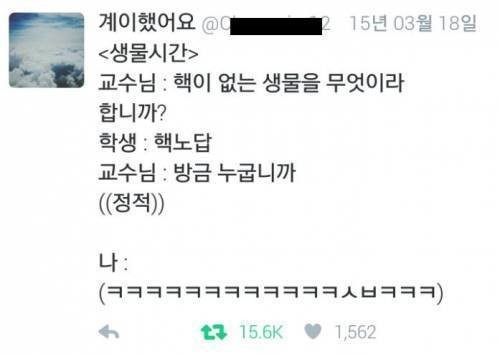 계이했어요 @C 2 15년 03월 18일
<생물시간>
교수님 : 핵이 없는 생물을 무엇이라
합니까?
학생 : 핵노답
교수님 : 방금 누굽니까
((정적))
나 :
(ㅋㅋㅋㅋㅋㅋㅋㅋㅋㅋㅋㅋㅅㅂㅋㅋㅋ)
15.6K 1,562